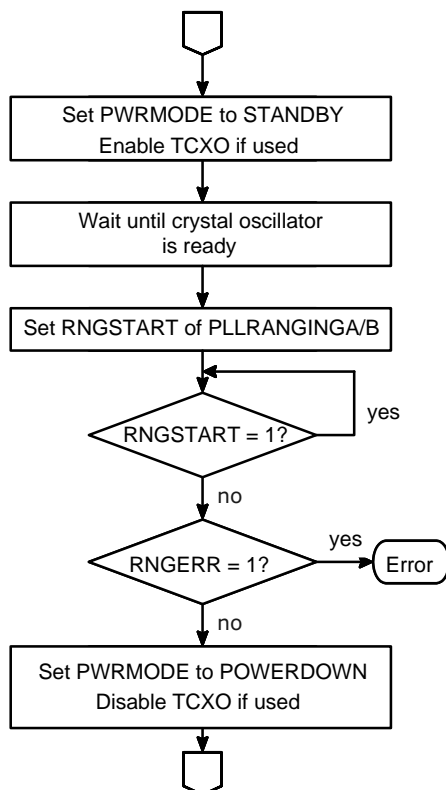 Set PWRMODE to STANDBY
Enable TCXO if used
Wait until crystal oscillator
is ready
Set RNGSTART of PLLRANGINGA/B
yes
RNGSTART = 1?
no
yes
RNGERR = 1?
Error
no
Set PWRMODE to POWERDOWN
Disable TCXO if used